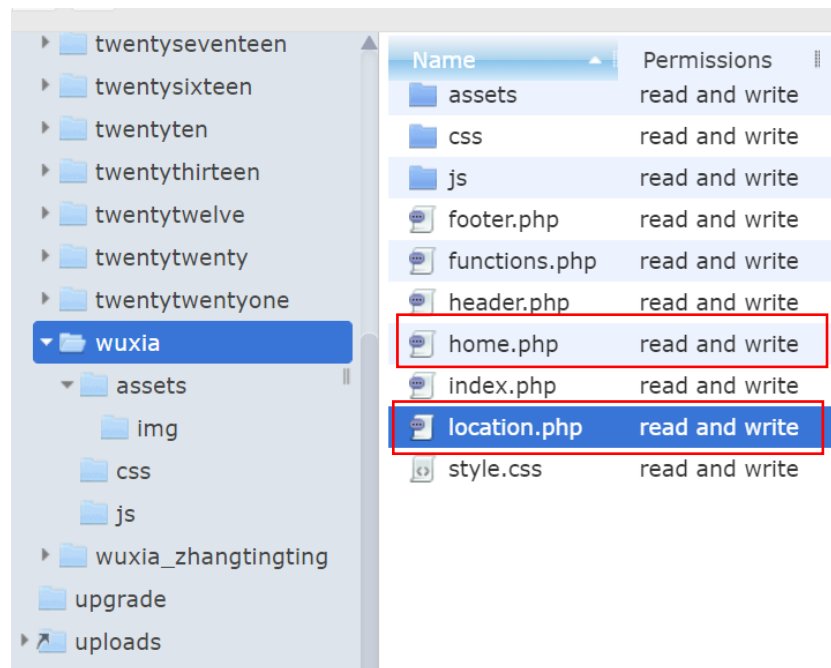 twentyseventeen
twentysixteen
twentyten
twentythirteen
twentytwelve
twentytwenty
twentytwentyone
wuxia
assets
img
css
js
wuxia_zhangtingting
upgrade
uploads
Name Permissions
assets read and write
css read and write
js read and write
footer.php read and write
functions.php read and write
header.php read and write
home.php read and write
index.php read and write
location.php read and write
style.css read and write